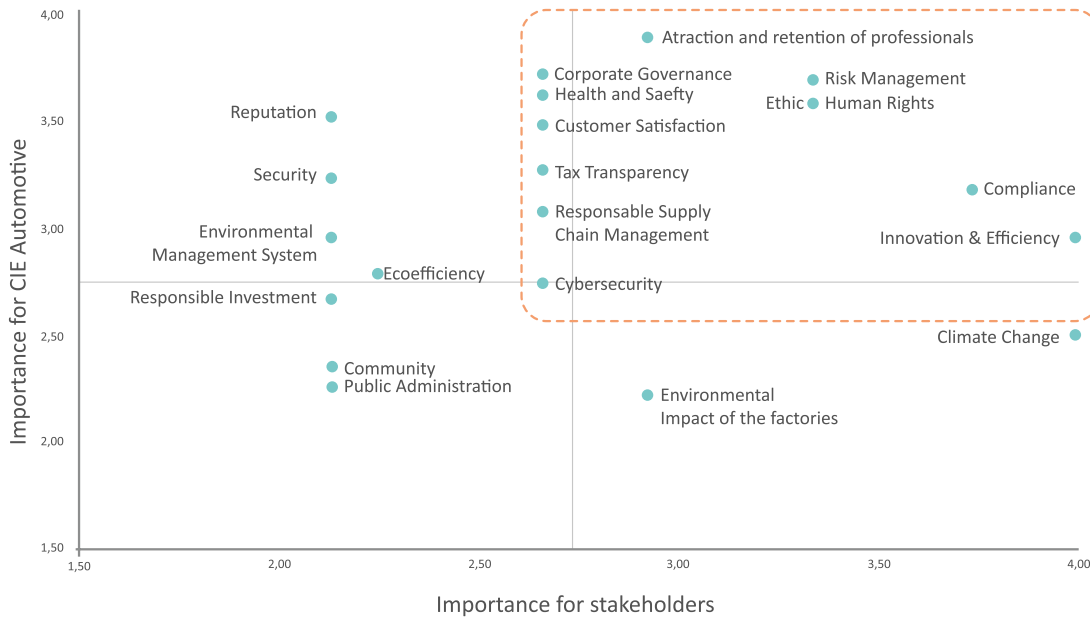 4,00
Atraction and retention of professionals
Corporate Governance
Risk Management
Health and Saefty
Ethic
Human Rights
Reputation
3,50
Customer Satisfaction
Security
Tax Transparency
Compliance
Responsable Supply
Chain Management
3,00
Environmental
Management System
Innovation & Efficiency
Ecoefficiency
Cybersecurity
Responsible Investment
2,50
Climate Change
Community
Public Administration
Environmental
Impact of the factories
2,00
1,50
1,50
2,00
2,50
3,00
3,50
4,00
Importance for CIE Automotive
Importance for stakeholders